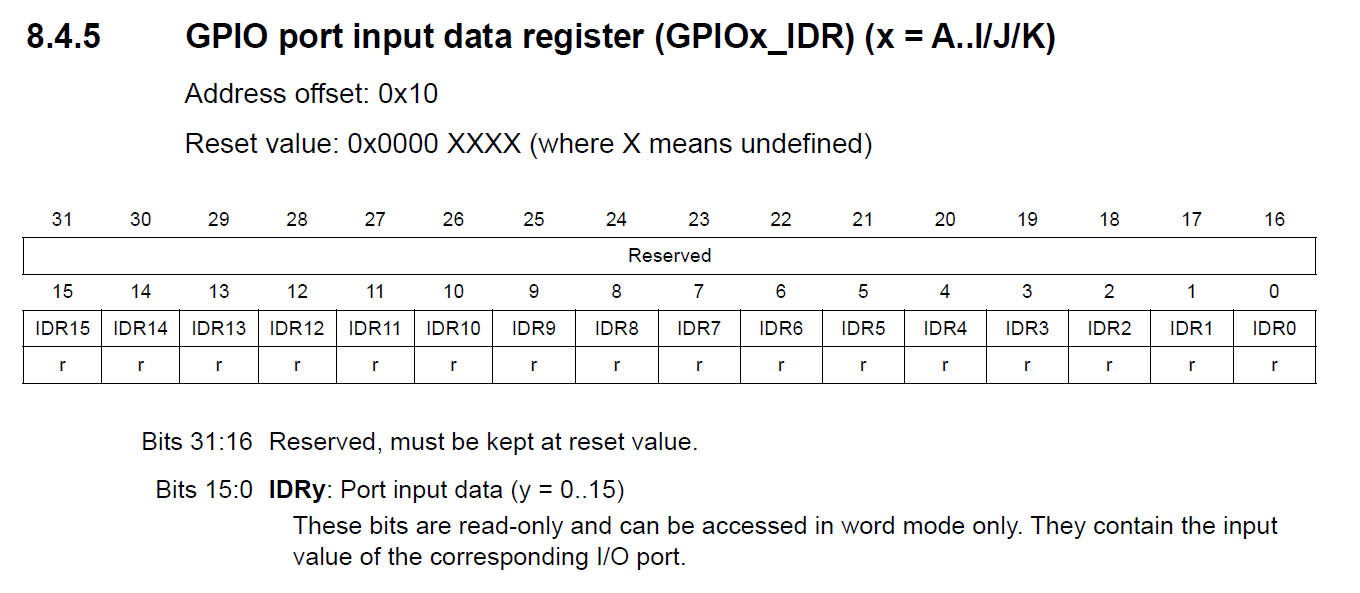 8.4.5 GPIO port input data register (GPIOx_IDR) (x = A..I/J/K)
Address offset: 0x10
Reset value: 0x0000 XXXX (where X means undefined)
31 30 29 28 27 26 25 24 23 22 21 20 19 18 17 16
Reserved
15 14 13 12 11 10 9 8 7 6 5 4 3 2 1 0
IDR15 IDR14 IDR13 IDR12 IDR11 IDR10 IDR9 IDR8 IDR7 IDR6 IDR5 IDR4 IDR3 IDR2 IDR1 IDR0
r r r r r r r r r r r r r r r r
Bits 31:16 Reserved, must be kept at reset value.
Bits 15:0 IDRy: Port input data (y = 0..15)
These bits are read-only and can be accessed in word mode only. They contain the input
value of the corresponding I/O port.